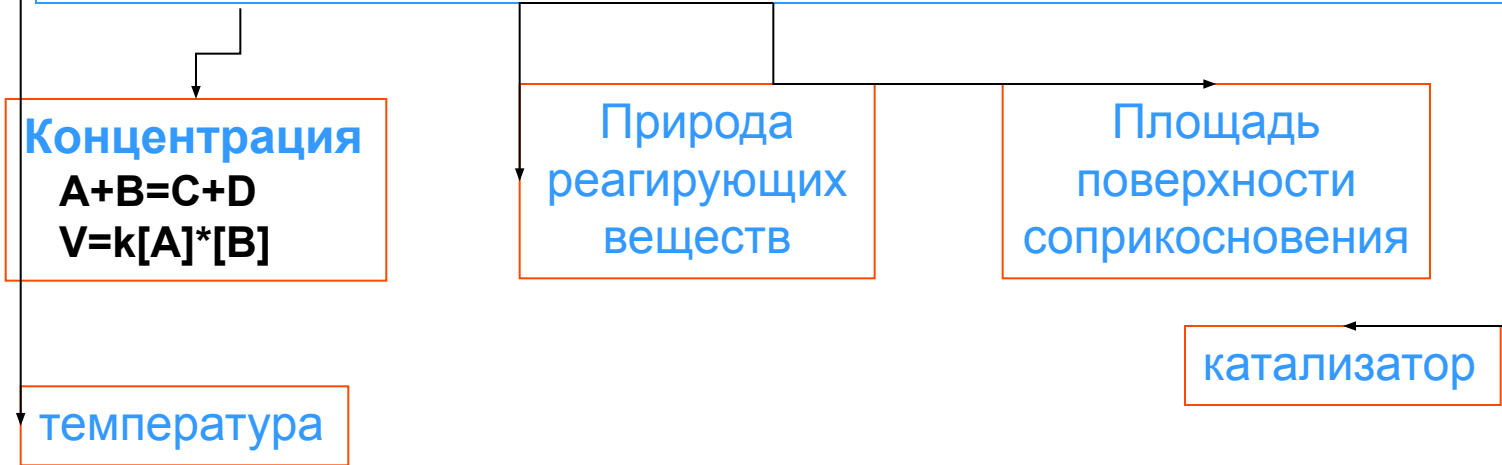 Концентрация
A+B=C+D
V=k[A]*[B]
Природа
реагирующих
веществ
Площадь
поверхности
соприкосновения
катализатор
температура